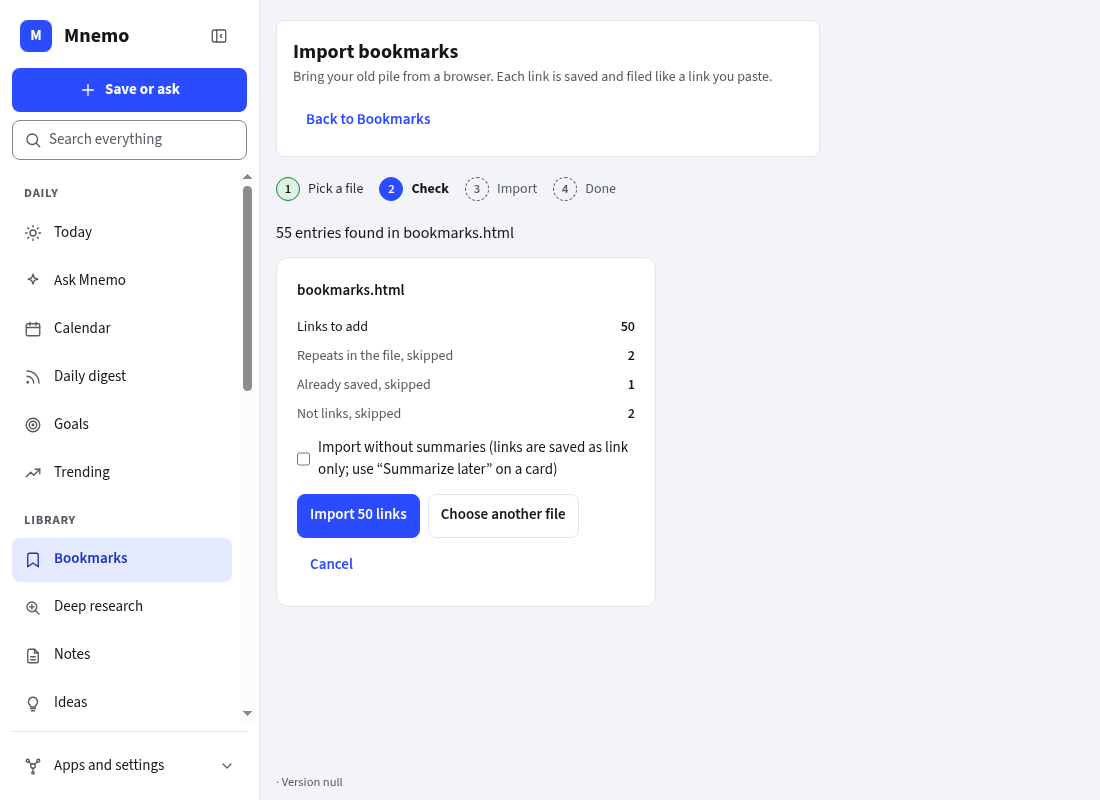 M Mnemo
Save or ask
Search everything
DAILY
Today
Ask Mnemo
Calendar
Daily digest
Goals
Trending
LIBRARY
Bookmarks
Deep research
Notes
Ideas
Apps and settings
Import bookmarks
Bring your old pile from a browser. Each link is saved and filed like a link you paste.
Back to Bookmarks
1 Pick a file 2 Check 3 Import 4 Done
55 entries found in bookmarks.html
bookmarks.html
Links to add 50
Repeats in the file, skipped 2
Already saved, skipped 1
Not links, skipped 2
Import without summaries (links are saved as link
only; use “Summarize later” on a card)
Import 50 links Choose another file
Cancel
· Version null